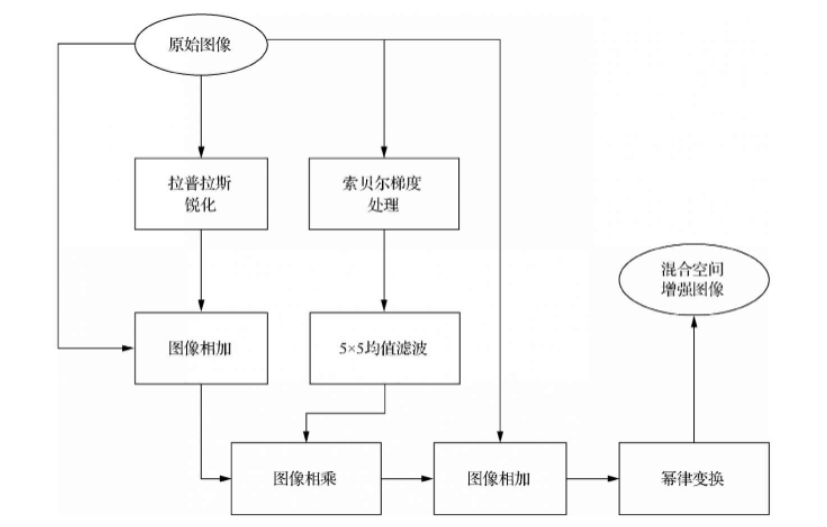 原始图像
拉普拉斯
锐化
索贝尔梯度
处理
混合空间
增强图像
图像相加
5×5均值滤波
图像相乘
图像相加
幂律变换